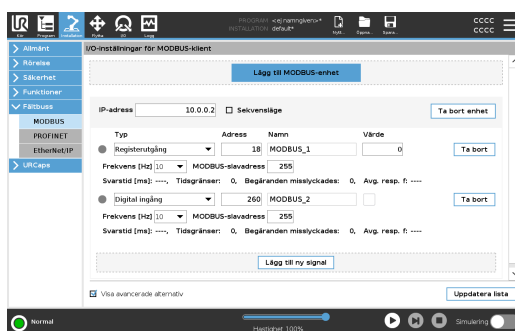 PROGRAM <ej namngiven>*
INSTALLATION default*
cccc
cccc
Kör Program Installation Flytta I/O Logg Nytt... Öppna... Spara...
Allmänt
Rörelse
Säkerhet
Funktioner
Fältbuss
MODBUS
PROFINET
EtherNet/IP
URCaps
I/O-inställningar för MODBUS-klient
Lägg till MODBUS-enhet
IP-adress 10.0.0.2 Sekvensläge Ta bort enhet
Typ Adress Namn Värde
Registerutgång 18 MODBUS_1 0 Ta bort
Frekvens [Hz] 10 MODBUS-slavadress 255
Svarstid [ms]: ----, Tidsgränser: 0, Begäranden misslyckades: 0, Avg. resp. f: ----
Digital ingång 260 MODBUS_2 Ta bort
Frekvens [Hz] 10 MODBUS-slavadress 255
Svarstid [ms]: ----, Tidsgränser: 0, Begäranden misslyckades: 0, Avg. resp. f: ----
Lägg till ny signal
Visa avancerade alternativ Uppdatera lista
Normal
Hastighet 100%
Simulering